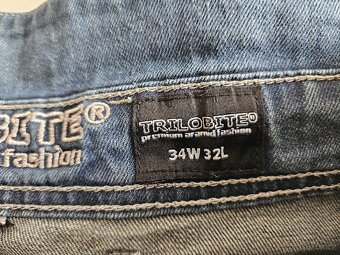 BITE®
fashion
TRILOBITE®
premium aramid fashion
34W 32L